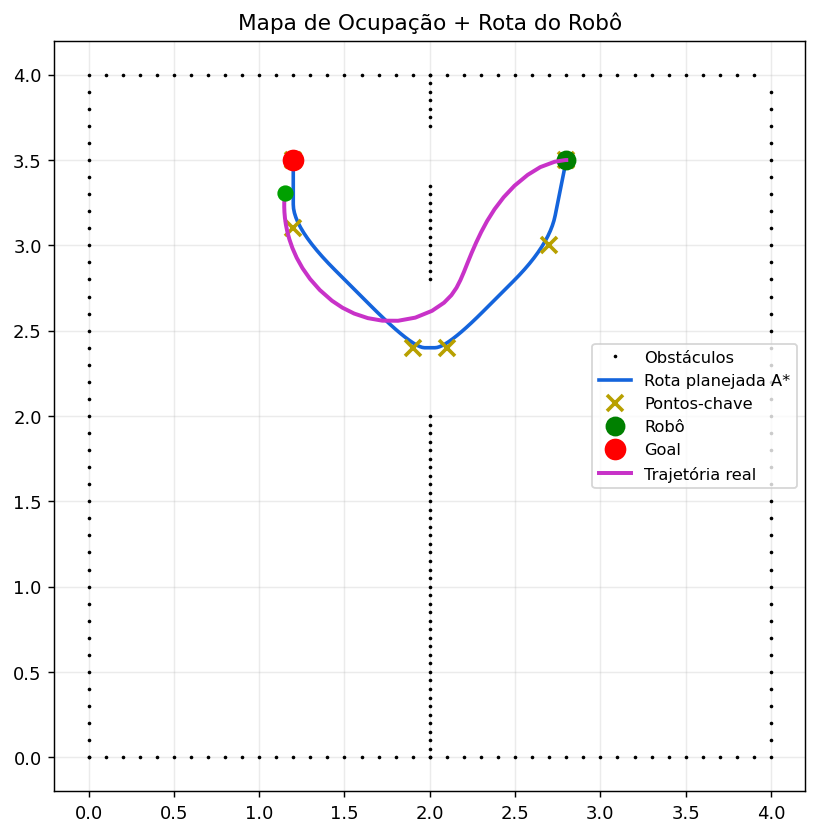 Mapa de Ocupação + Rota do Robô
4.0
3.5
3.0
2.5
2.0
1.5
1.0
0.5
0.0
Obstáculos
Rota planejada A*
Pontos-chave
Robô
Goal
Trajetória real
0.0 0.5 1.0 1.5 2.0 2.5 3.0 3.5 4.0